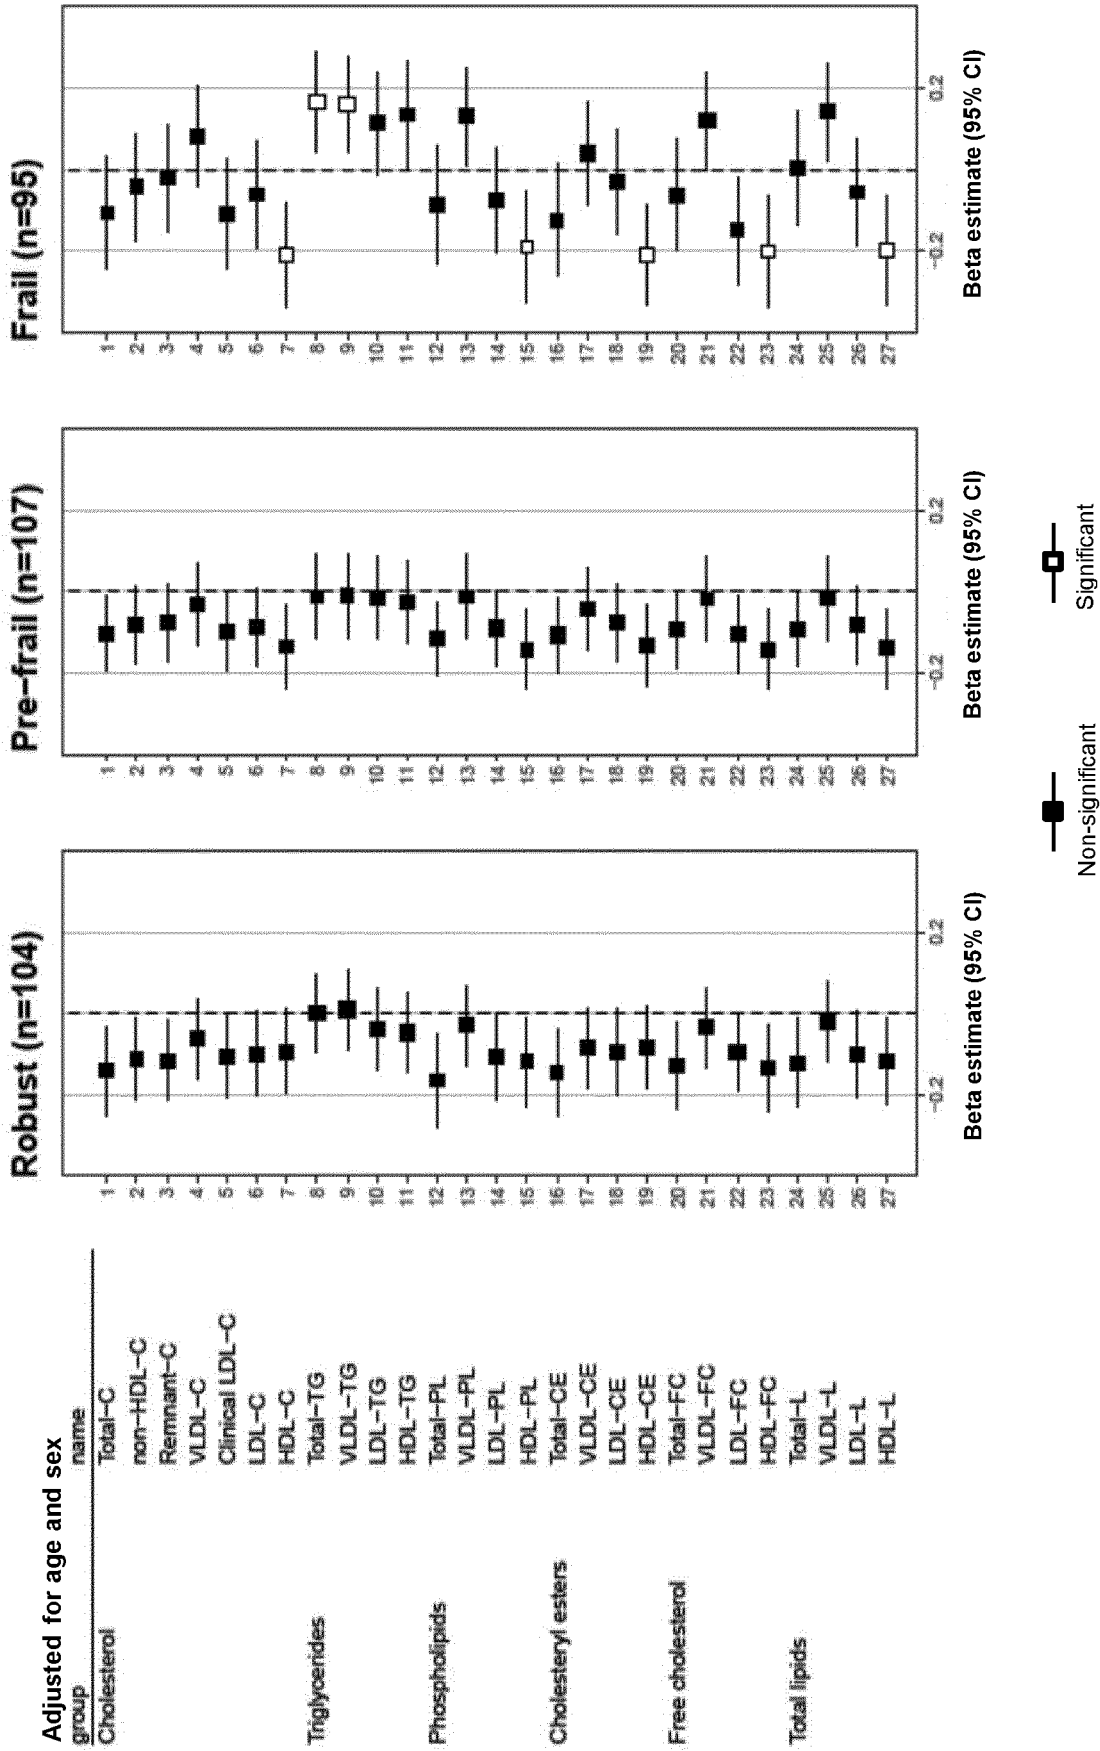 Adjusted for age and sex
group name
Cholesterol Total−C
non−HDL−C
Remnant−C
VLDL−C
Clinical LDL−C
LDL−C
HDL−C
Triglycerides Total−TG
VLDL−TG
LDL−TG
HDL−TG
Phospholipids Total−PL
VLDL−PL
LDL−PL
HDL−PL
Cholesteryl esters Total−CE
VLDL−CE
LDL−CE
HDL−CE
Free cholesterol Total−FC
VLDL−FC
LDL−FC
HDL−FC
Total lipids Total−L
VLDL−L
LDL−L
HDL−L
Robust (n=104)
1
2
3
4
5
6
7
8
9
10
11
12
13
14
15
16
17
18
19
20
21
22
23
24
25
26
27
−0.2 0.2
Beta estimate (95% CI)
Pre−frail (n=107)
1
2
3
4
5
6
7
8
9
10
11
12
13
14
15
16
17
18
19
20
21
22
23
24
25
26
27
−0.2 0.2
Beta estimate (95% CI)
Frail (n=95)
1
2
3
4
5
6
7
8
9
10
11
12
13
14
15
16
17
18
19
20
21
22
23
24
25
26
27
−0.2 0.2
Beta estimate (95% CI)
Non-significant Significant